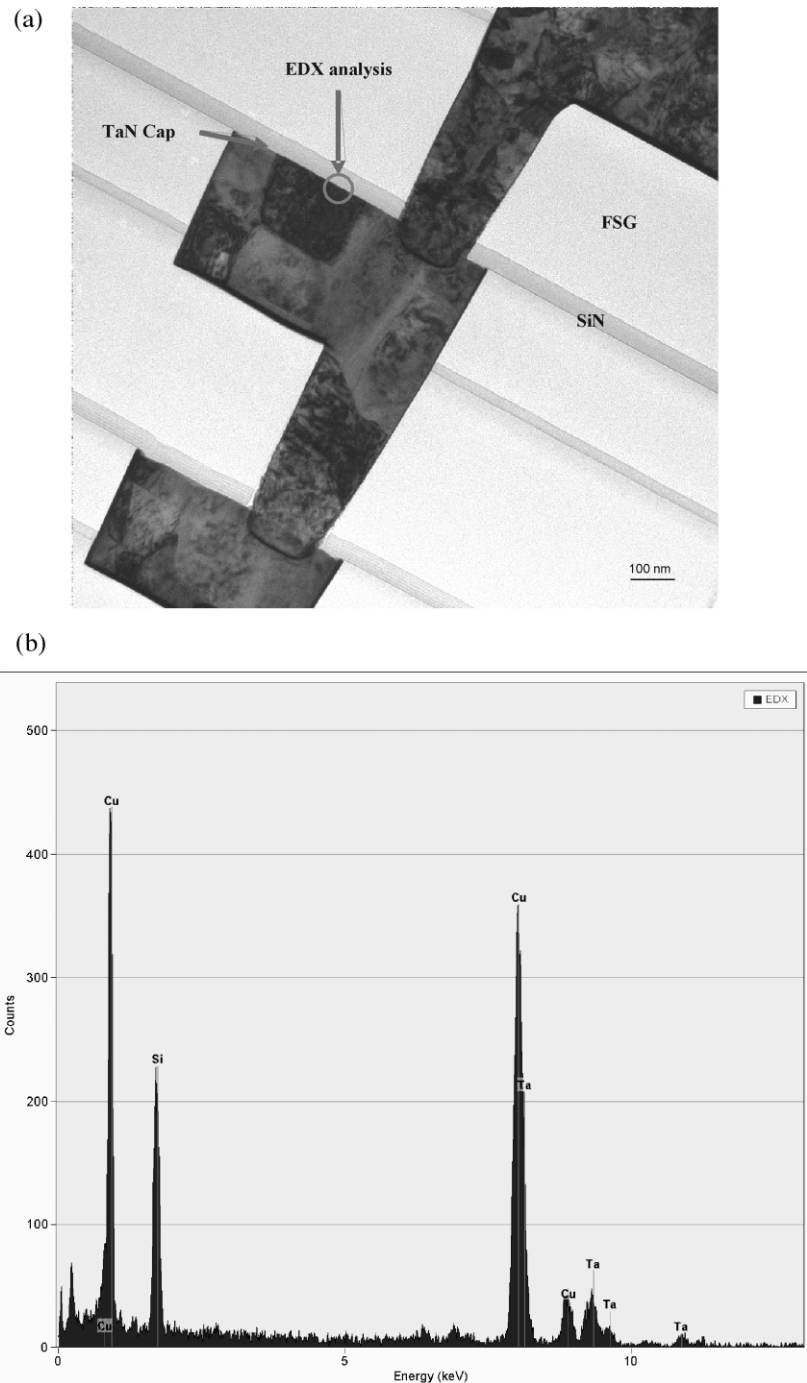 (a)
EDX analysis
TaN Cap
FSG
SiN
100 nm
(b)
EDX
500
Cu
400
Cu
300
Si
Ta
200
100
Ta
Cu
Ta
Cu
Ta
0
0
5
10
Counts
Energy (keV)